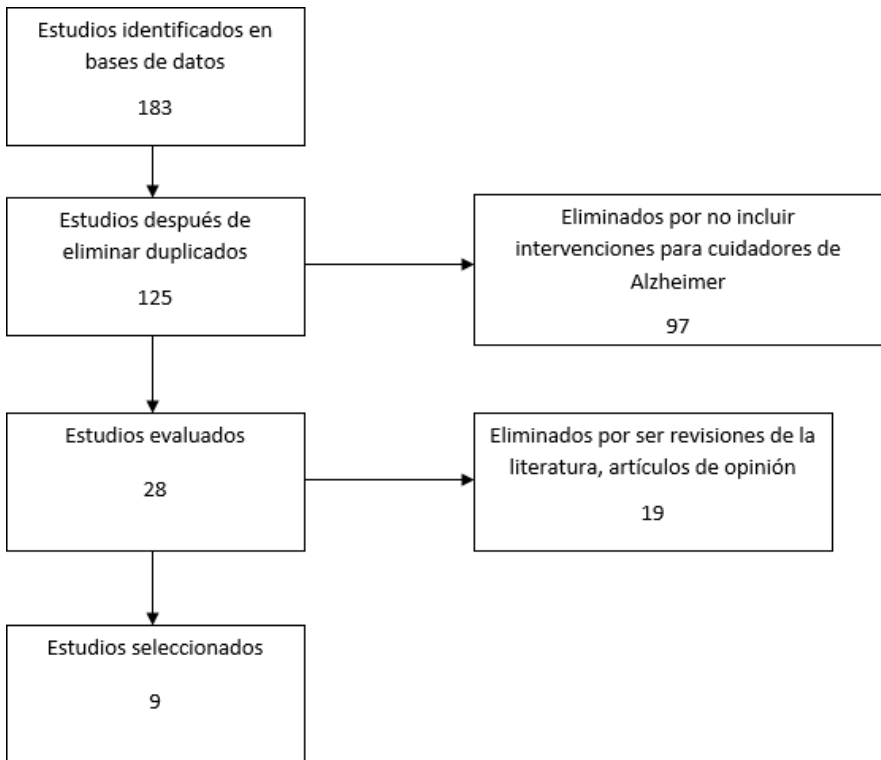 Estudios identificados en
bases de datos
183
Estudios después de
eliminar duplicados
125
Eliminados por no incluir
intervenciones para cuidadores de
Alzheimer
97
Estudios evaluados
28
Eliminados por ser revisiones de la
literatura, artículos de opinión
19
Estudios seleccionados
9